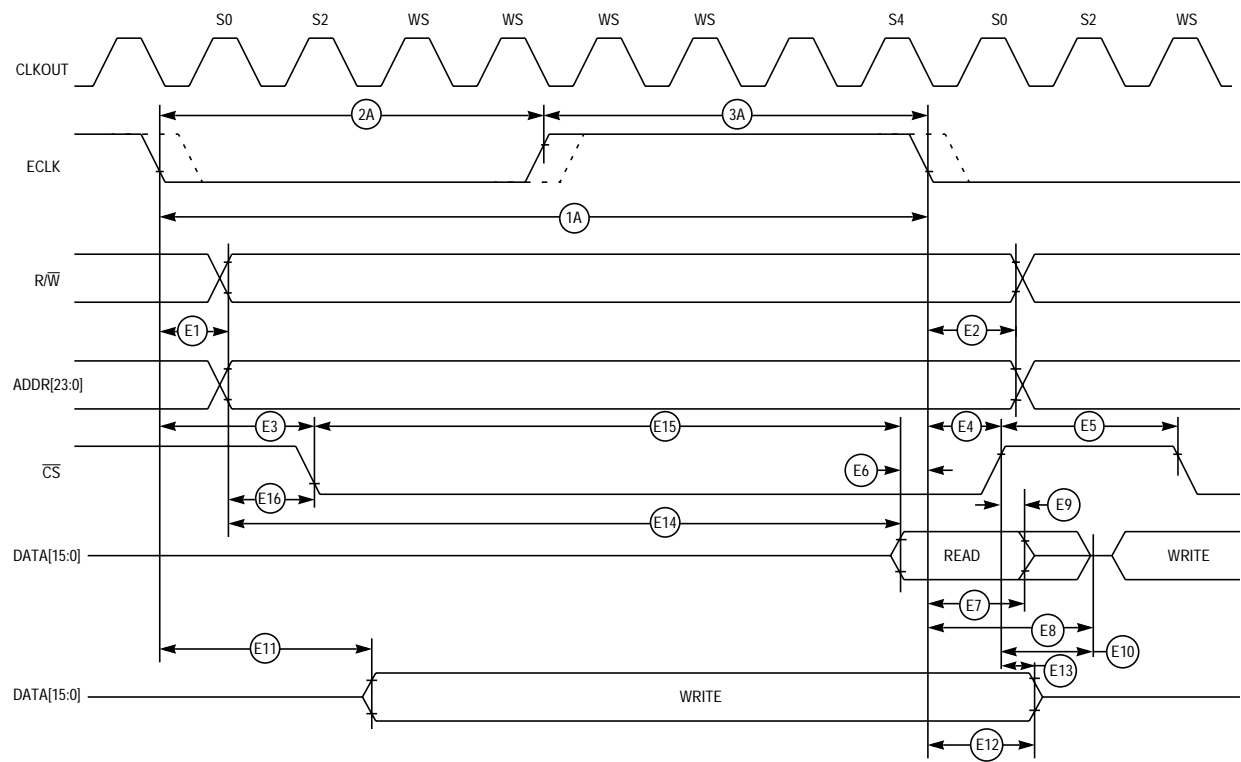 S0 S2 WS WS WS WS S4 S0 S2 WS
CLKOUT
2A 3A
ECLK
1A
R/W̅
E1 E2
ADDR[23:0]
E3 E15 E4 E5
C̅S̅ E6
E16 E9
E14
DATA[15:0] READ WRITE
E7
E8
E11 E10
E13
DATA[15:0] WRITE
E12